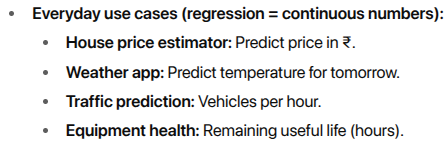 • Everyday use cases (regression = continuous numbers):
• House price estimator: Predict price in ₹.
• Weather app: Predict temperature for tomorrow.
• Traffic prediction: Vehicles per hour.
• Equipment health: Remaining useful life (hours).